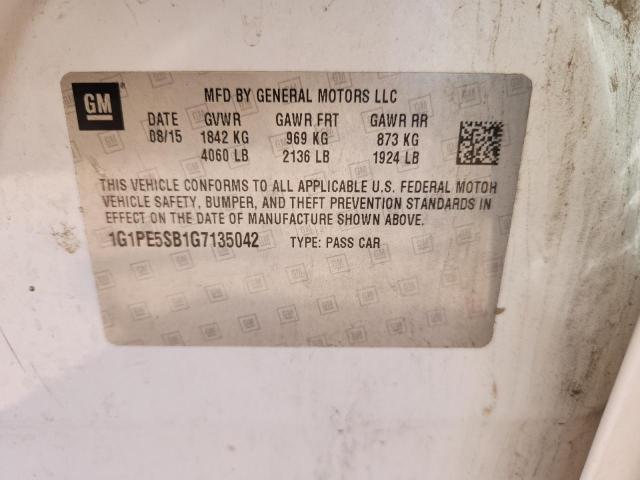 GM
MFD BY GENERAL MOTORS LLC
DATE GVWR GAWR FRT GAWR RR
08/15 1842 KG 969 KG 873 KG
4060 LB 2136 LB 1924 LB
THIS VEHICLE CONFORMS TO ALL APPLICABLE U.S. FEDERAL MOTOR
VEHICLE SAFETY, BUMPER, AND THEFT PREVENTION STANDARDS IN
EFFECT ON THE DATE OF MANUFACTURE SHOWN ABOVE.
1G1PE5SB1G7135042 TYPE: PASS CAR